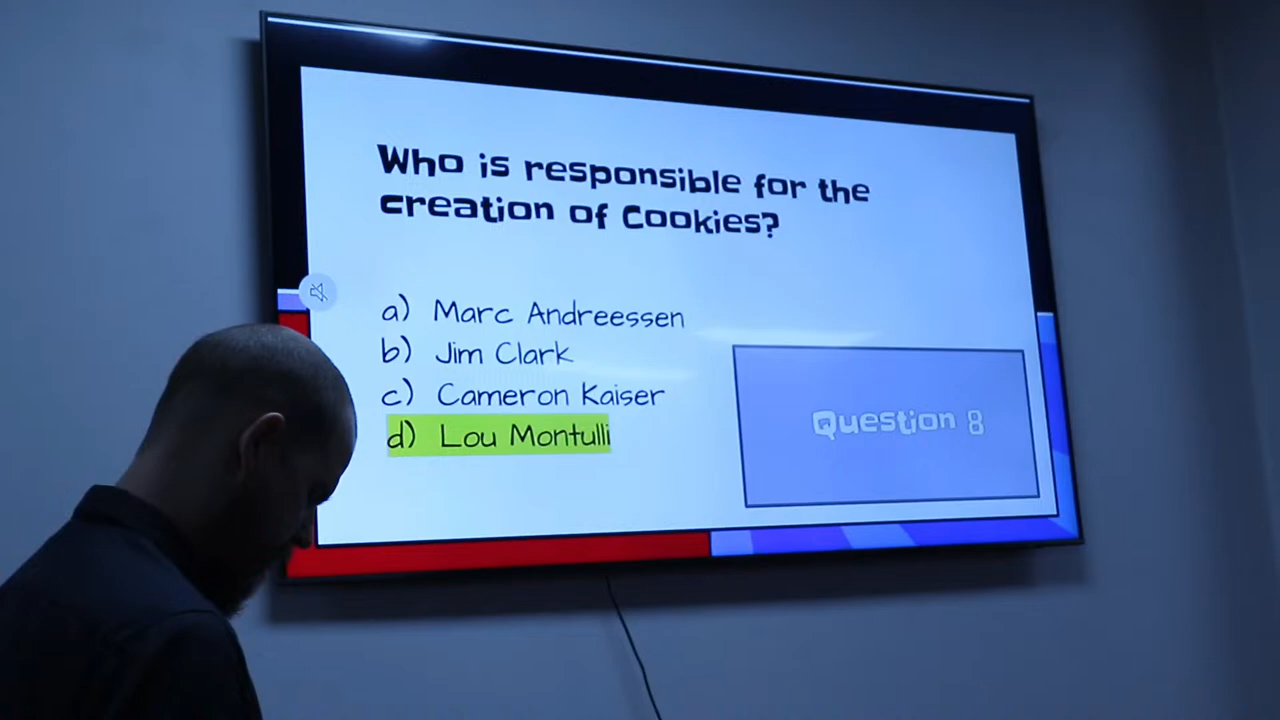 Who is responsible for the
creation of Cookies?
a) Marc Andreessen
b) Jim Clark
c) Cameron Kaiser
d) Lou Montulli
Question 8